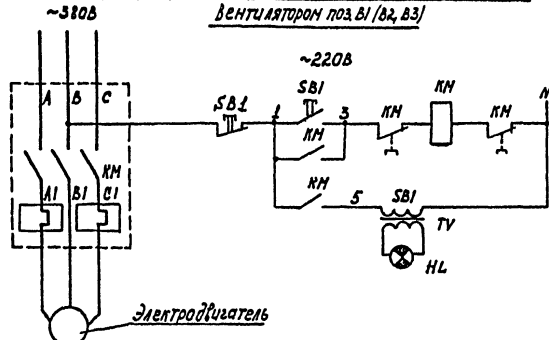 Вентилятором поз. В1 (В2, В3)
~380В
~220В
A B C
SB1
1
SB1
3
KM
KM
KM
N
KM
KM
A1 B1 C1
KM
5
SB1
TV
HL
Электродвигатель